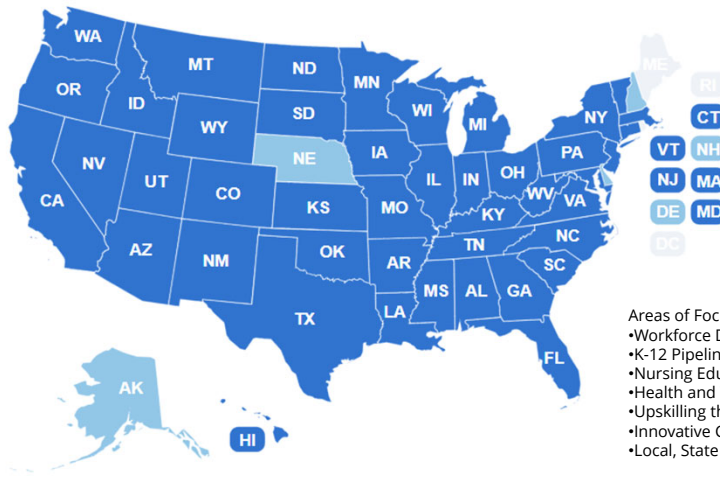 WA
MT
ND
MN
ME
OR
ID
SD
WI
MI
NY
RI
CT
WY
VT
NH
NV
NE
IA
PA
UT
CO
IL
IN
OH
NJ
MA
CA
KS
MO
WV
VA
KY
DE
MD
AZ
NM
OK
AR
TN
NC
SC
DC
MS
AL
GA
TX
LA
FL
AK
HI
Areas of Foc
•Workforce D
•K-12 Pipelin
•Nursing Edu
•Health and
•Upskilling th
•Innovative C
•Local, State